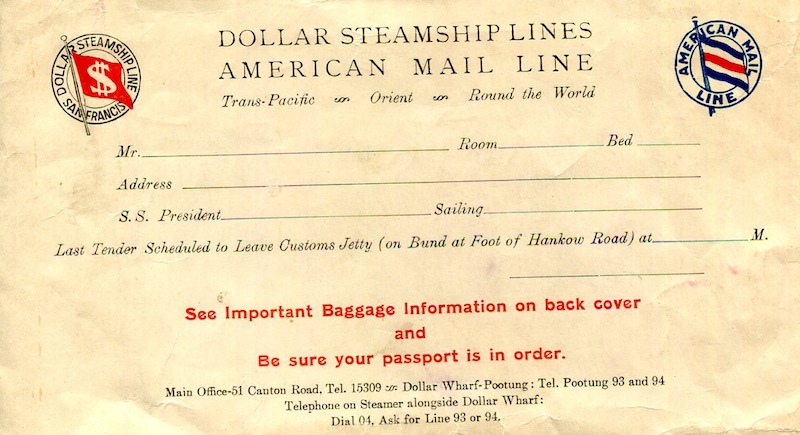 DOLLAR STEAMSHIP LINES
AMERICAN MAIL LINE
Trans-Pacific Orient Round the World
DOLLAR STEAMSHIP LINE
SAN FRANCISCO
$
AMERICAN MAIL
LINE
Mr. Room Bed
Address
S. S. President Sailing
Last Tender Scheduled to Leave Customs Jetty (on Bund at Foot of Hankow Road) at M.
See Important Baggage Information on back cover
and
Be sure your passport is in order.
Main Office-51 Canton Road. Tel. 15309 Dollar Wharf-Pootung: Tel. Pootung 93 and 94
Telephone on Steamer alongside Dollar Wharf:
Dial 04, Ask for Line 93 or 94.